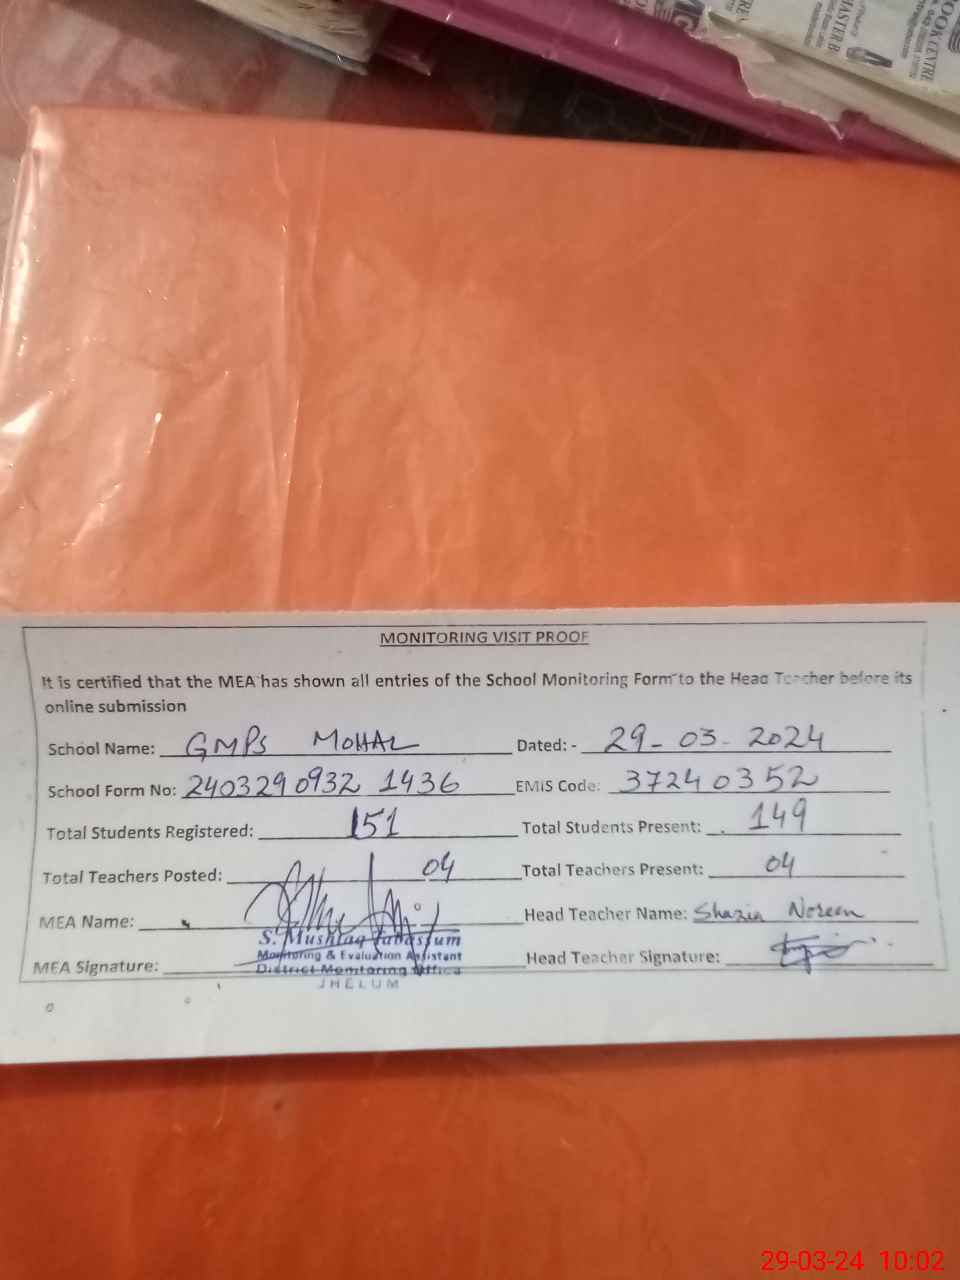 BOOK CENTRE
MASTER B
MONITORING VISIT PROOF
It is certified that the MEA has shown all entries of the School Monitoring Form to the Head Teacher before its
online submission
School Name: GMPS MOHAL Dated: - 29-03-2024
School Form No: 2403290932 1436 EMIS Code: 37240352
Total Students Registered: 151 Total Students Present: 149
Total Teachers Posted: 04 Total Teachers Present: 04
MEA Name: Head Teacher Name: Shazia Noreen
S. Mushtaq Tabassum
Monitoring & Evaluation Assistant
MEA Signature: Head Teacher Signature:
District Monitoring Office
JHELUM
29-03-24 10:02